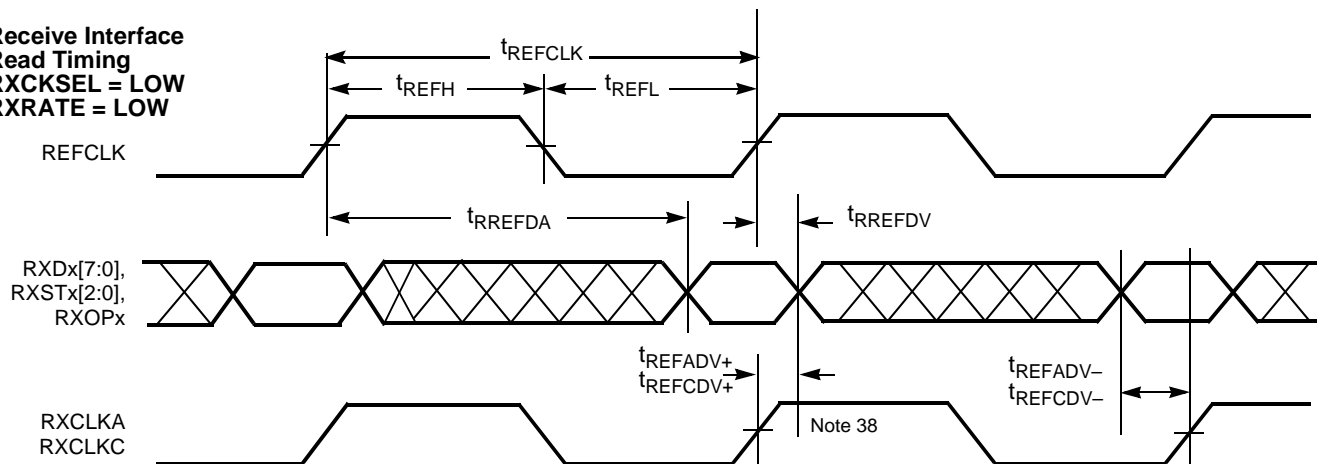 Receive Interface
Read Timing
RXCKSEL = LOW
RXRATE = LOW
tREFCLK
tREFH
tREFL
REFCLK
tRREFDA
tRREFDV
RXDx[7:0],
RXSTx[2:0],
RXOPx
tREFADV+
tREFCDV+
tREFADV–
tREFCDV–
RXCLKA
RXCLKC
Note 38